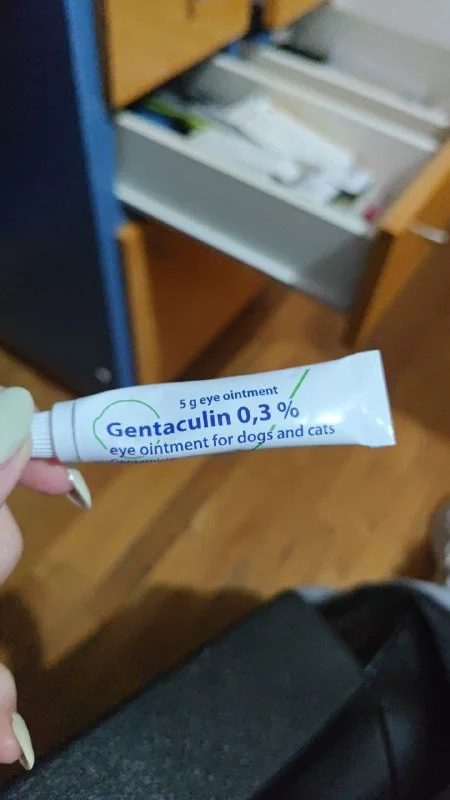 5 g eye ointment
Gentaculin 0,3 %
eye ointment for dogs and cats